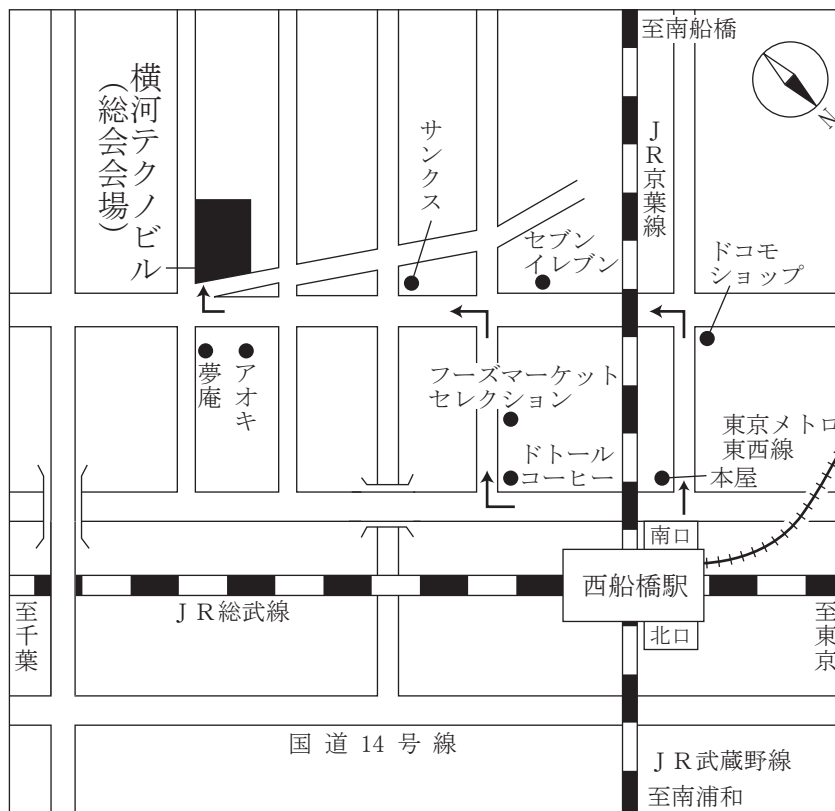 至南船橋
N
横河テクノビル
(総会会場)
サンクス
JR京葉線
セブン
イレブン
ドコモ
ショップ
夢庵
アオキ
フーズマーケット
セレクション
東京メトロ
東西線
ドトール
コーヒー
本屋
南口
西船橋駅
北口
至千葉
JR総武線
至東京
国道14号線
JR武蔵野線
至南浦和